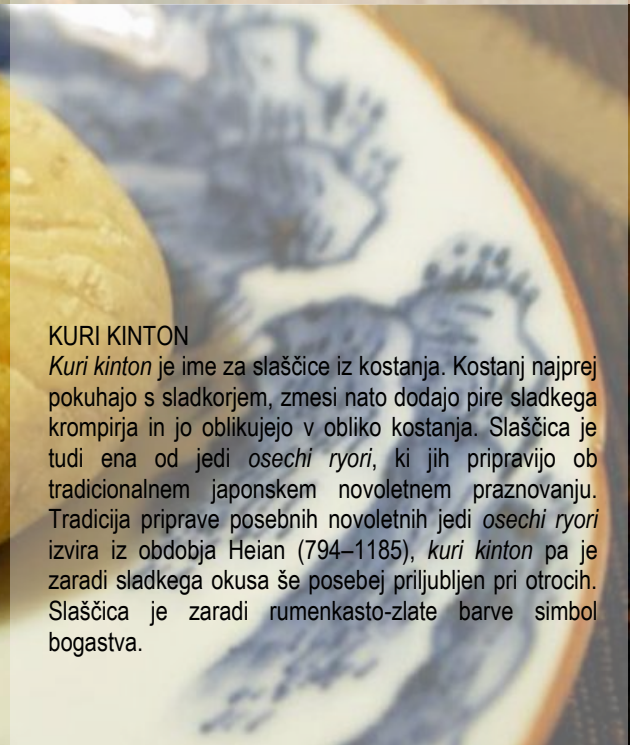 KURI KINTON
Kuri kinton je ime za slaščice iz kostanja. Kostanj najprej
pokuhajo s sladkorjem, zmesi nato dodajo pire sladkega
krompirja in jo oblikujejo v obliko kostanja. Slaščica je
tudi ena od jedi osechi ryori, ki jih pripravijo ob
tradicionalnem japonskem novoletnem praznovanju.
Tradicija priprave posebnih novoletnih jedi osechi ryori
izvira iz obdobja Heian (794–1185), kuri kinton pa je
zaradi sladkega okusa še posebej priljubljen pri otrocih.
Slaščica je zaradi rumenkasto-zlate barve simbol
bogastva.